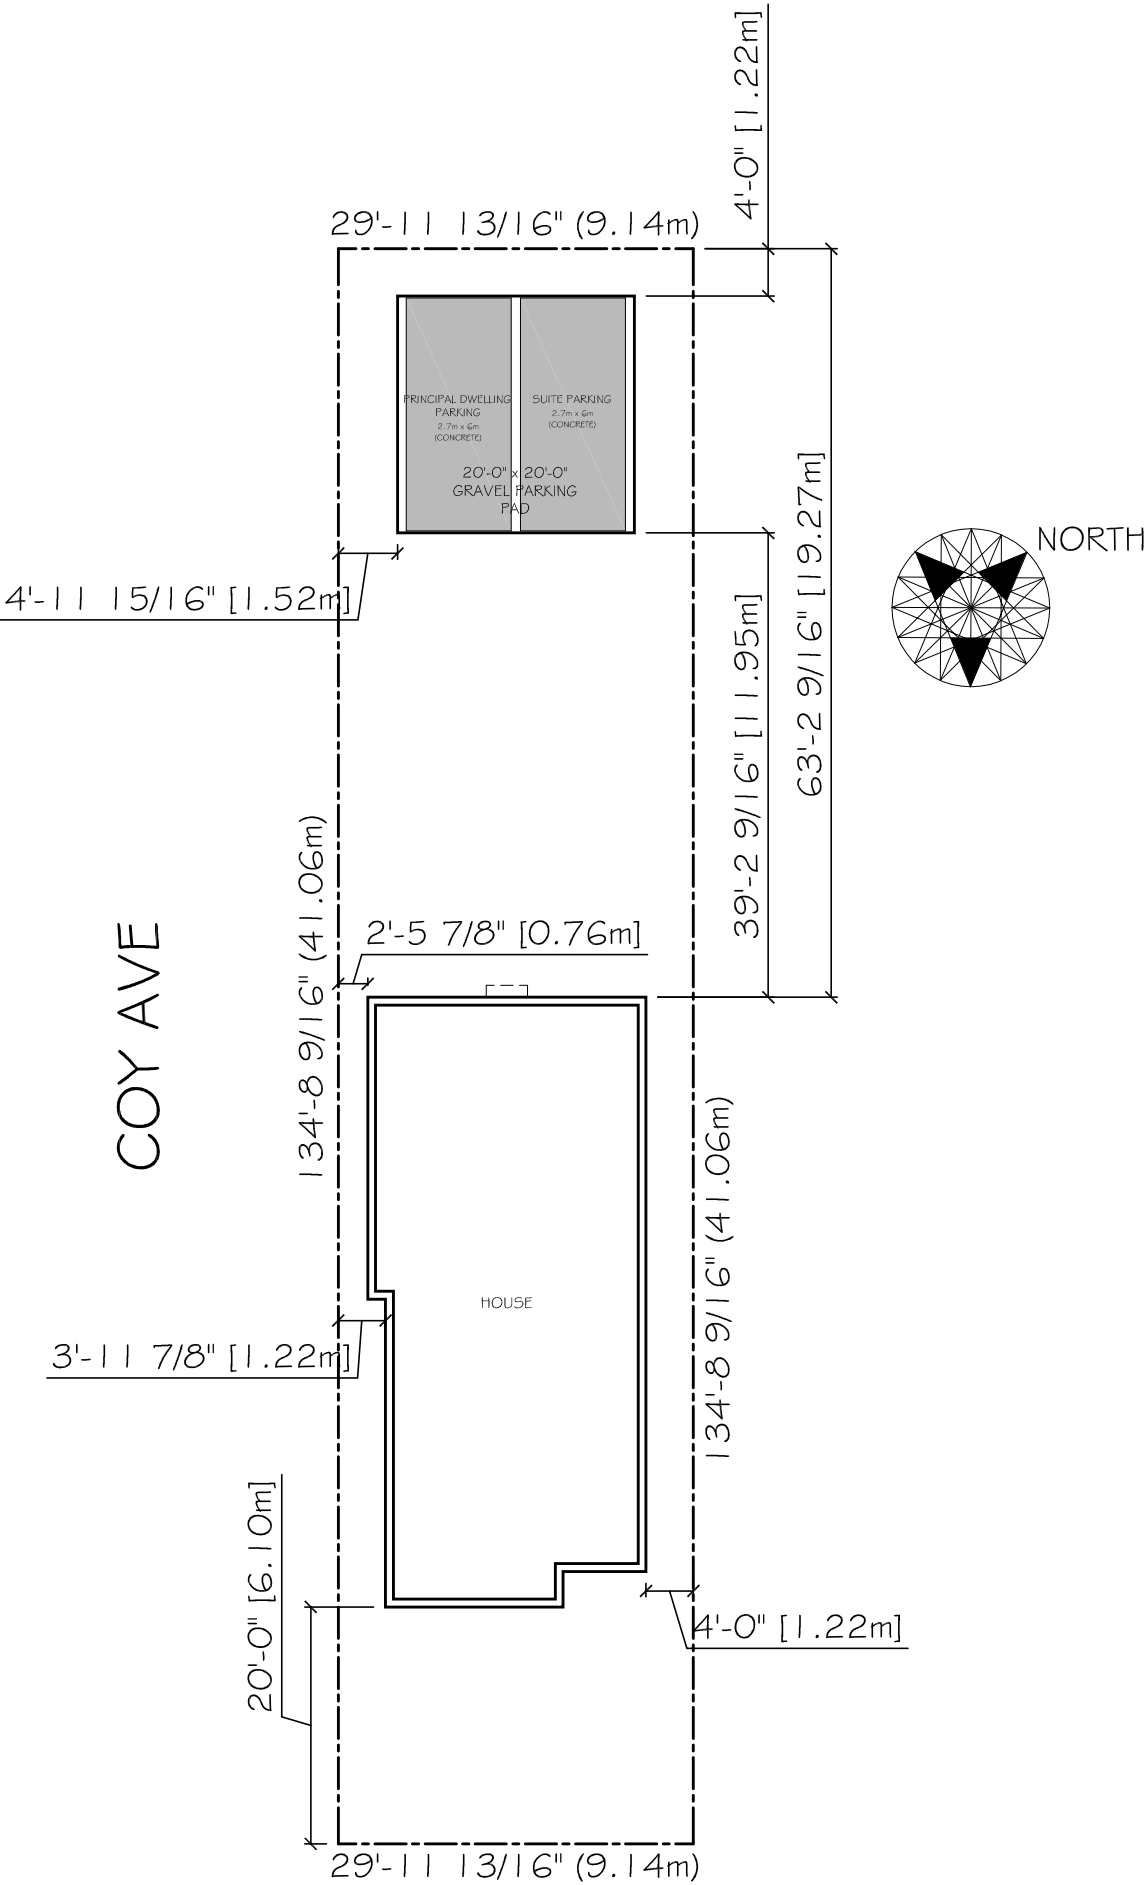 4'-0" [1.22m]
29'-11 13/16" (9.14m)
PRINCIPAL DWELLING
PARKING
2.7m x 6m
(CONCRETE)
SUITE PARKING
2.7m x 6m
(CONCRETE)
20'-0" x 20'-0"
GRAVEL PARKING
PAD
63'-2 9/16" [19.27m]
NORTH
4'-11 15/16" [1.52m]
39'-2 9/16" [11.95m]
134'-8 9/16" (41.06m)
2'-5 7/8" [0.76m]
COY AVE
134'-8 9/16" (41.06m)
HOUSE
3'-11 7/8" [1.22m]
20'-0" [6.10m]
4'-0" [1.22m]
29'-11 13/16" (9.14m)